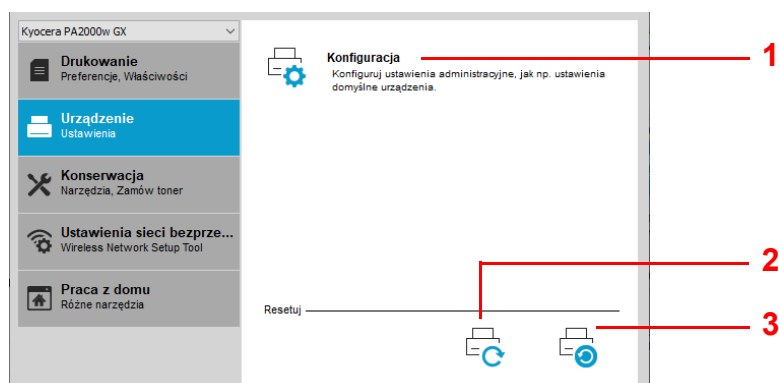 Kyocera PA2000w GX
Drukowanie
Preferencje, Właściwości
Urządzenie
Ustawienia
Konserwacja
Narzędzia, Zamów toner
Ustawienia sieci bezprze...
Wireless Network Setup Tool
Praca z domu
Różne narzędzia
Konfiguracja
Konfiguruj ustawienia administracyjne, jak np. ustawienia
domyślne urządzenia.
1
Resetuj
2
3